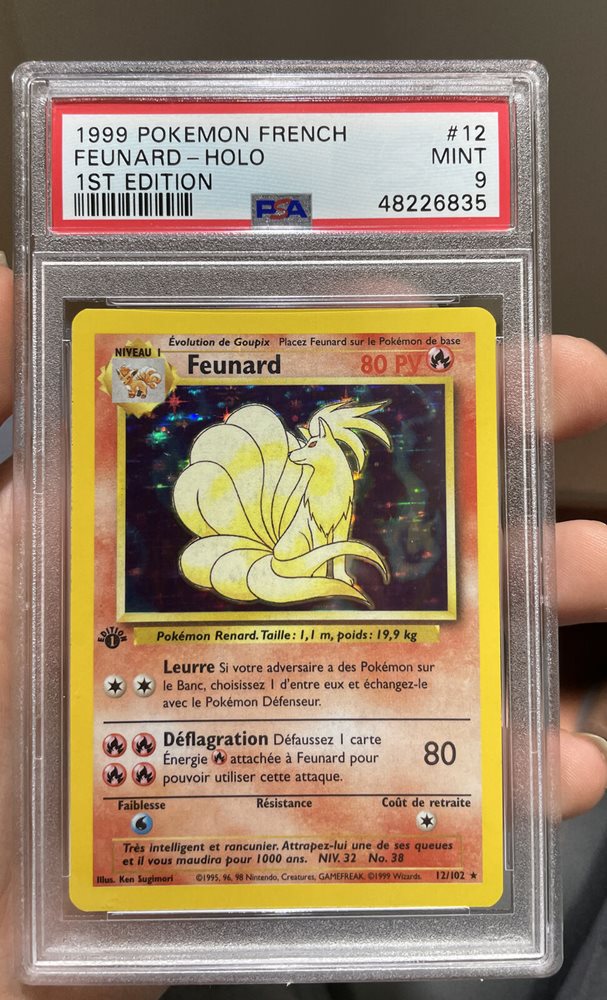 1999 POKEMON FRENCH #12
FEUNARD - HOLO MINT
1ST EDITION 9
PSA 48226835
Évolution de Goupix Placez Feunard sur le Pokémon de base
NIVEAU 1
Feunard 80 PV
EDITION 1
Pokémon Renard. Taille: 1,1 m, poids: 19,9 kg
Leurre Si votre adversaire a des Pokémon sur
le Banc, choisissez 1 d'entre eux et échangez-le
avec le Pokémon Défenseur.
Déflagration Défaussez 1 carte
Énergie attachée à Feunard pour
pouvoir utiliser cette attaque.
80
Faiblesse Résistance Coût de retraite
Très intelligent et rancunier. Attrapez-lui une de ses queues
et il vous maudira pour 1000 ans. NIV. 32 No. 38
Illus. Ken Sugimori ©1995, 96, 98 Nintendo, Creatures, GAMEFREAK. ©1999 Wizards. 12/102 ★